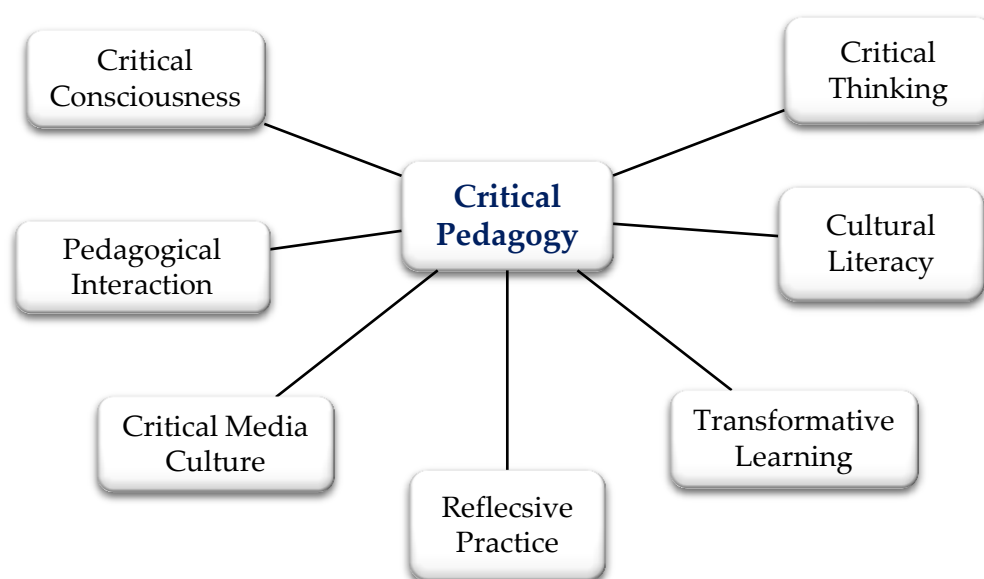 Critical
Consciousness
Critical
Thinking
Critical
Pedagogy
Pedagogical
Interaction
Cultural
Literacy
Critical Media
Culture
Transformative
Learning
Reflecsive
Practice